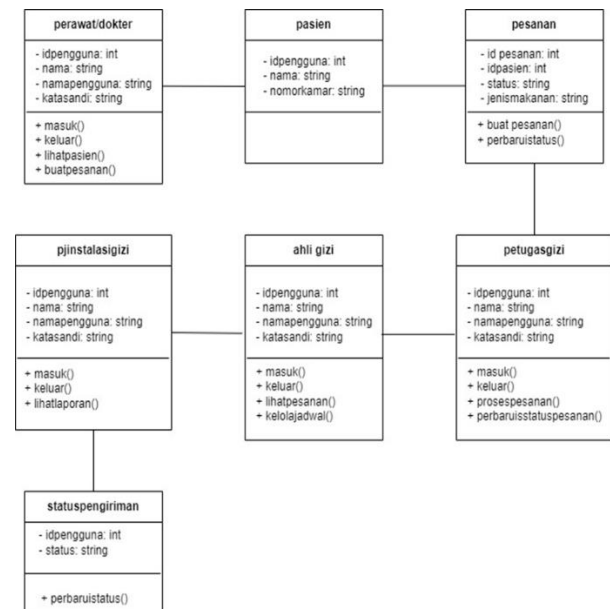 perawat/dokter
- idpengguna: int
- nama: string
- namapengguna: string
- katasandi: string
+ masuk()
+ keluar()
+ lihatpasien()
+ buatpesanan()
pasien
- idpengguna: int
- nama: string
- nomorkamar: string
pesanan
- id pesanan: int
- idpasien: int
- status: string
- jenismakanan: string
+ buat pesanan()
+ perbaruistatus()
pjinstalasigizi
- idpengguna: int
- nama: string
- namapengguna: string
- katasandi: string
+ masuk()
+ keluar()
+ lihatlaporan()
ahli gizi
- idpengguna: int
- nama: string
- namapengguna: string
- katasandi: string
+ masuk()
+ keluar()
+ lihatpesanan()
+ kelolajadwal()
petugasgizi
- idpengguna: int
- nama: string
- namapengguna: string
- katasandi: string
+ masuk()
+ keluar()
+ prosespesanan()
+ perbaruisstatuspesanan()
statuspengiriman
- idpengguna: int
- status: string
+ perbaruistatus()